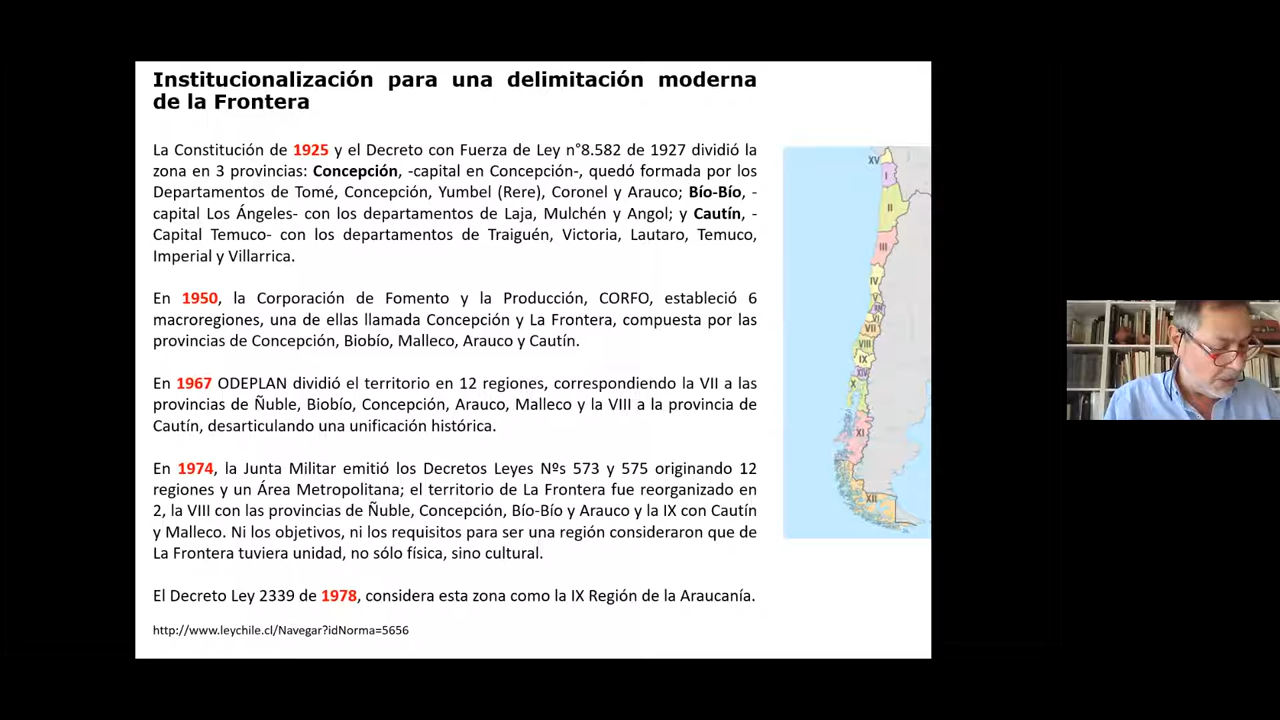 Institucionalización para una delimitación moderna
de la Frontera
La Constitución de 1925 y el Decreto con Fuerza de Ley n°8.582 de 1927 dividió la
zona en 3 provincias: Concepción, -capital en Concepción-, quedó formada por los
Departamentos de Tomé, Concepción, Yumbel (Rere), Coronel y Arauco; Bío-Bío, -
capital Los Ángeles- con los departamentos de Laja, Mulchén y Angol; y Cautín, -
Capital Temuco- con los departamentos de Traiguén, Victoria, Lautaro, Temuco,
Imperial y Villarrica.
En 1950, la Corporación de Fomento y la Producción, CORFO, estableció 6
macroregiones, una de ellas llamada Concepción y La Frontera, compuesta por las
provincias de Concepción, Biobío, Malleco, Arauco y Cautín.
En 1967 ODEPLAN dividió el territorio en 12 regiones, correspondiendo la VII a las
provincias de Ñuble, Biobío, Concepción, Arauco, Malleco y la VIII a la provincia de
Cautín, desarticulando una unificación histórica.
En 1974, la Junta Militar emitió los Decretos Leyes Nºs 573 y 575 originando 12
regiones y un Área Metropolitana; el territorio de La Frontera fue reorganizado en
2, la VIII con las provincias de Ñuble, Concepción, Bío-Bío y Arauco y la IX con Cautín
y Malleco. Ni los objetivos, ni los requisitos para ser una región consideraron que de
La Frontera tuviera unidad, no sólo física, sino cultural.
El Decreto Ley 2339 de 1978, considera esta zona como la IX Región de la Araucanía.
http://www.leychile.cl/Navegar?idNorma=5656
XV
I
II
III
IV
V
VI
VII
VIII
IX
XIV
X
XI
XII